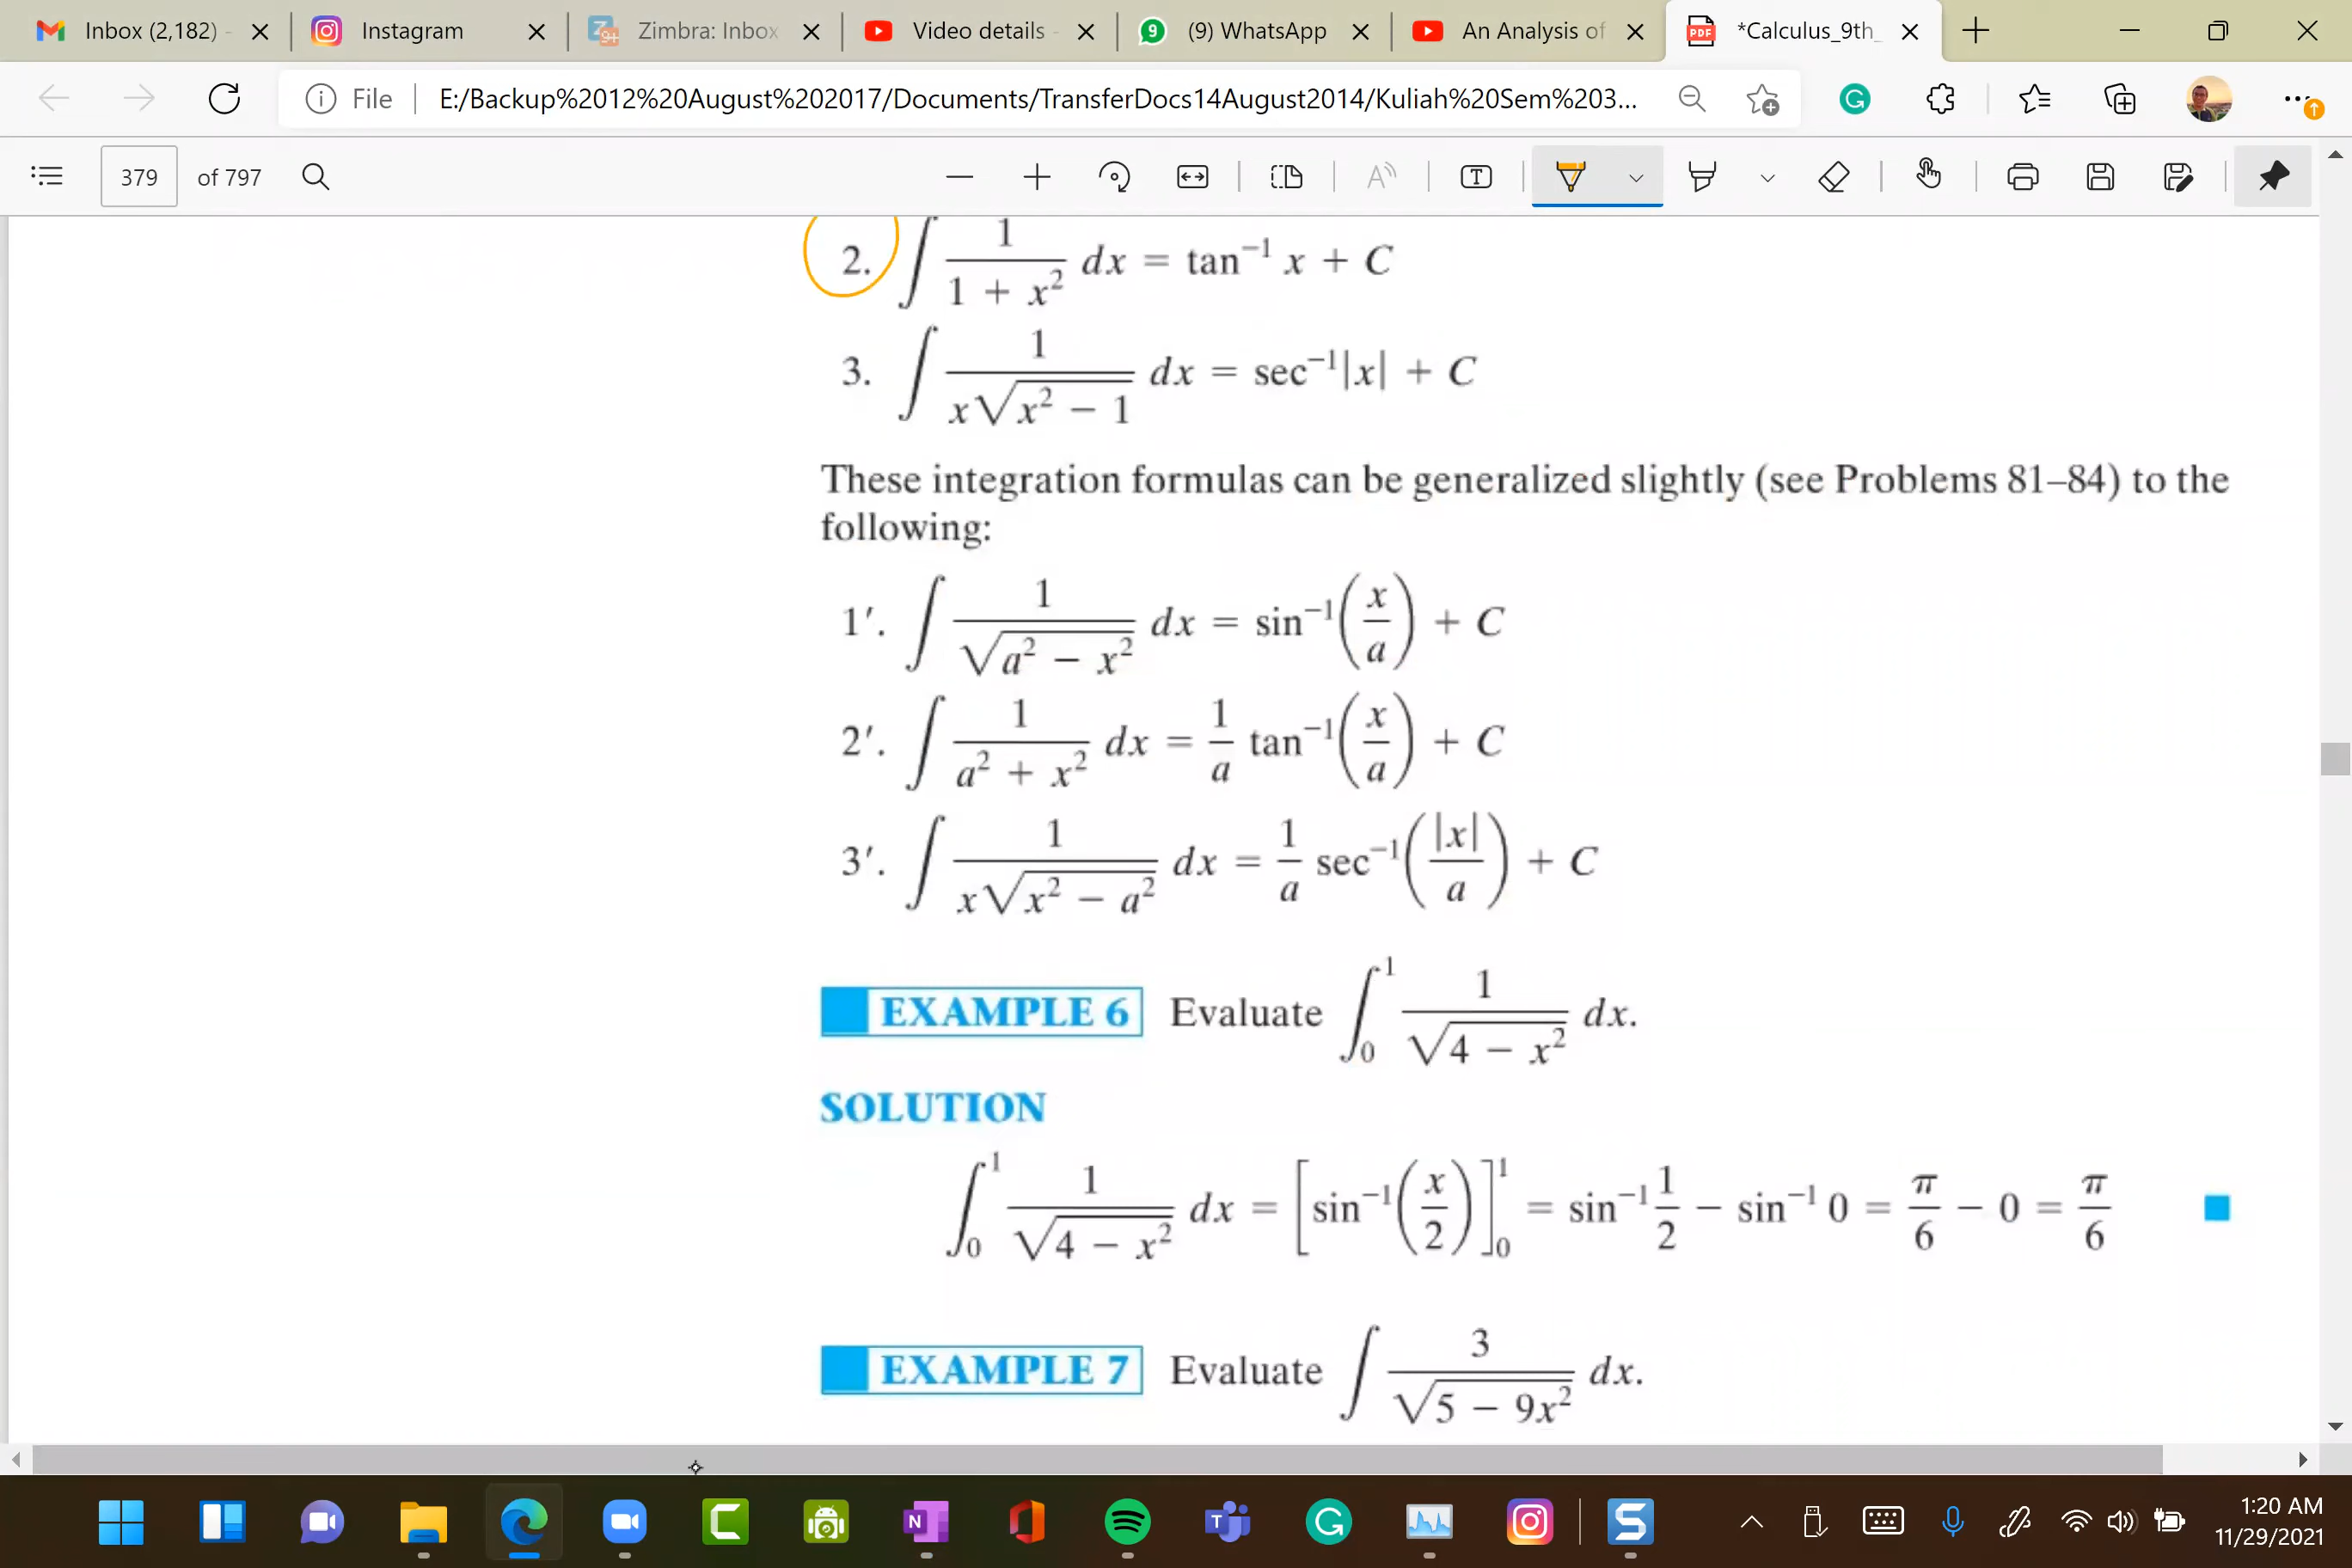 Inbox (2,182) - Instagram Zimbra: Inbox Video details - (9) WhatsApp An Analysis of *Calculus_9th_
File E:/Backup%2012%20August%202017/Documents/TransferDocs14August2014/Kuliah%20Sem%203...
379 of 797
2. ∫ 1/(1 + x²) dx = tan⁻¹ x + C
3. ∫ 1/(x√(x² − 1)) dx = sec⁻¹|x| + C
These integration formulas can be generalized slightly (see Problems 81–84) to the
following:
1′. ∫ 1/√(a² − x²) dx = sin⁻¹(x/a) + C
2′. ∫ 1/(a² + x²) dx = 1/a tan⁻¹(x/a) + C
3′. ∫ 1/(x√(x² − a²)) dx = 1/a sec⁻¹(|x|/a) + C
EXAMPLE 6 Evaluate ∫₀¹ 1/√(4 − x²) dx.
SOLUTION
∫₀¹ 1/√(4 − x²) dx = [sin⁻¹(x/2)]₀¹ = sin⁻¹ 1/2 − sin⁻¹ 0 = π/6 − 0 = π/6
EXAMPLE 7 Evaluate ∫ 3/√(5 − 9x²) dx.
1:20 AM
11/29/2021